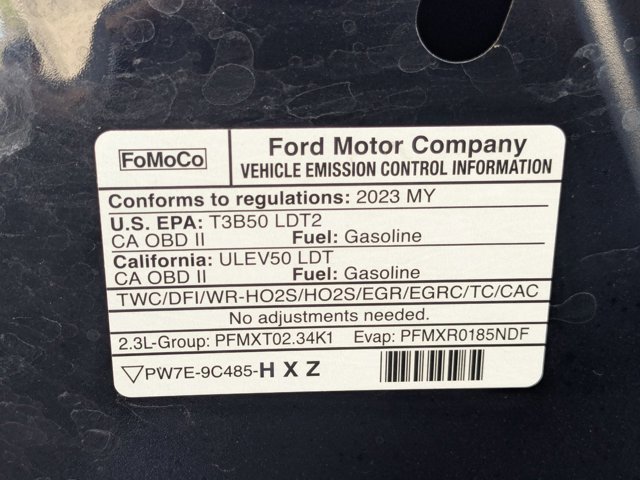 FoMoCo
Ford Motor Company
VEHICLE EMISSION CONTROL INFORMATION
Conforms to regulations: 2023 MY
U.S. EPA: T3B50 LDT2
CA OBD II Fuel: Gasoline
California: ULEV50 LDT
CA OBD II Fuel: Gasoline
TWC/DFI/WR-HO2S/HO2S/EGR/EGRC/TC/CAC
No adjustments needed.
2.3L-Group: PFMXT02.34K1 Evap: PFMXR0185NDF
▽PW7E-9C485-H X Z